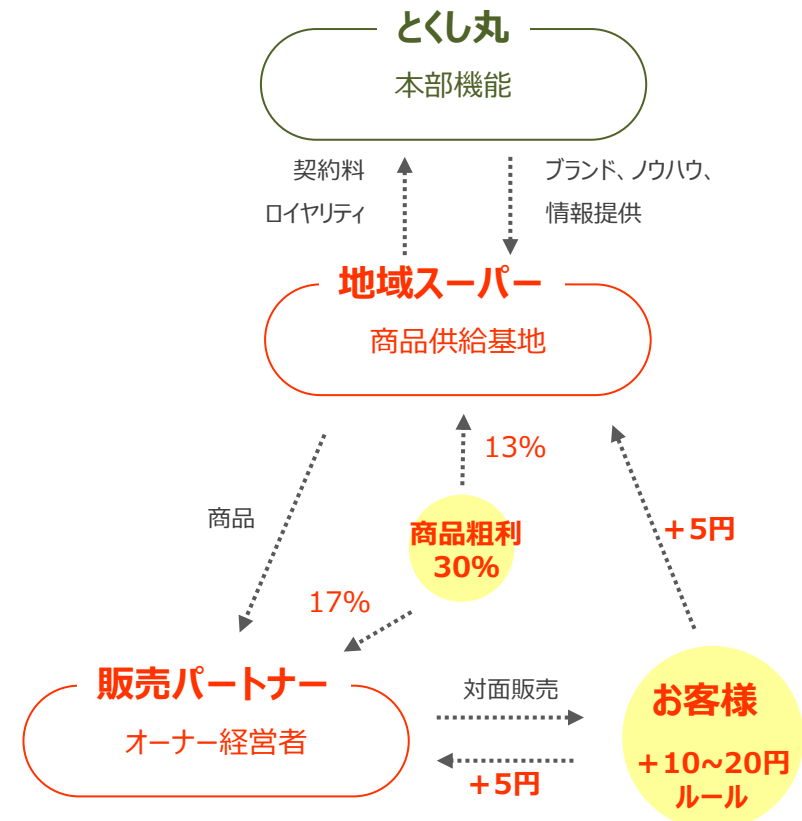 とくし丸
本部機能
契約料
ロイヤリティ
ブランド、ノウハウ、
情報提供
地域スーパー
商品供給基地
13%
商品
商品粗利
30%
+5円
17%
販売パートナー
オーナー経営者
対面販売
+5円
お客様
+10~20円
ルール